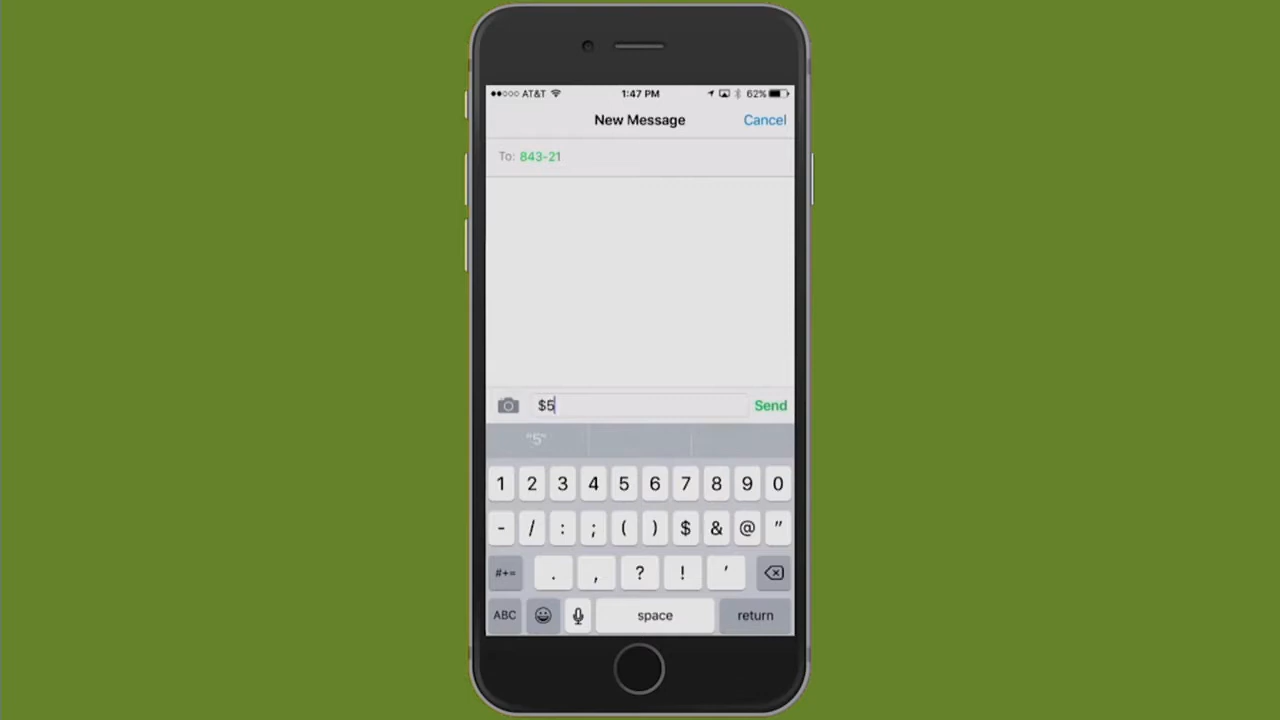 ●●○○○ AT&T 1:47 PM 62%
New Message Cancel
To: 843-21
$5 Send
"5"
1 2 3 4 5 6 7 8 9 0
- / : ; ( ) $ & @ "
#+= . , ? ! '
ABC space return